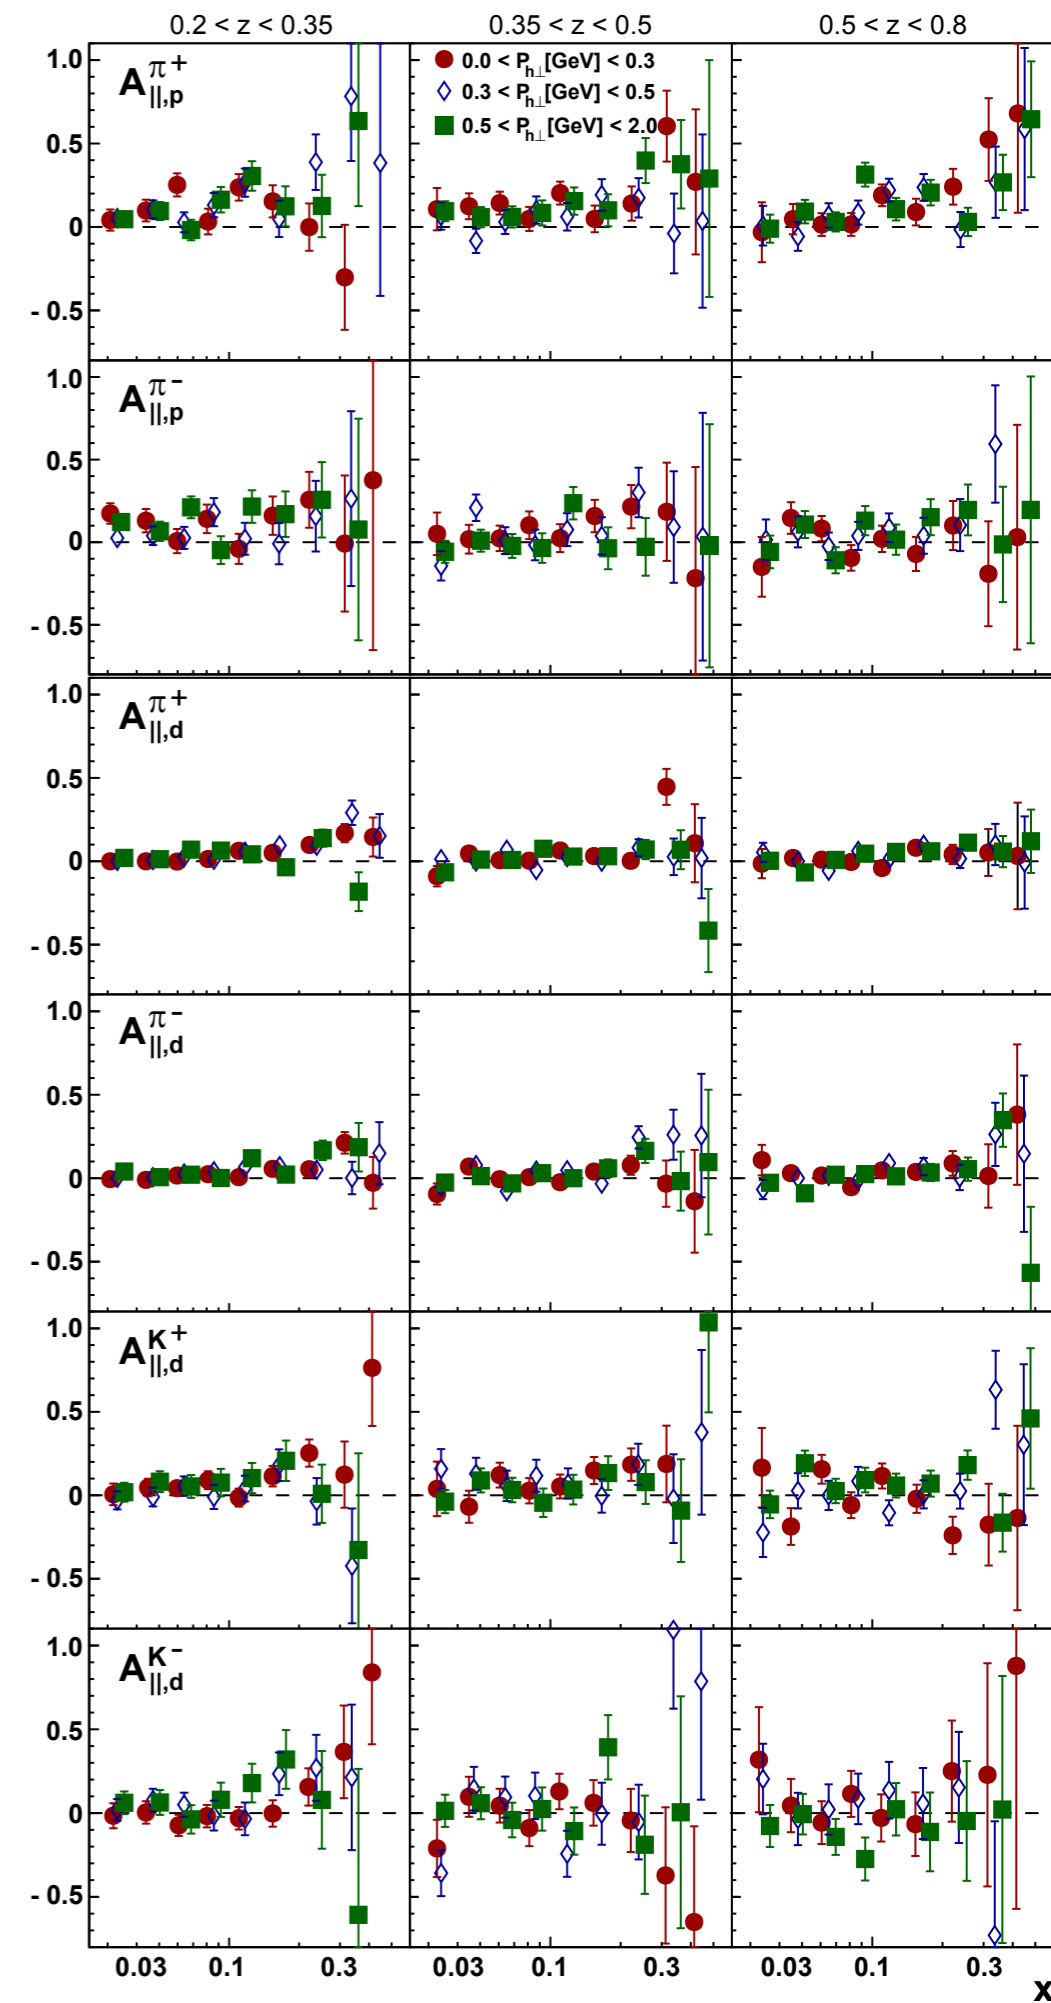 0.2 < z < 0.35 0.35 < z < 0.5 0.5 < z < 0.8
1.0 0.5 0 - 0.5
A π+ ||,p
0.0 < Ph⊥[GeV] < 0.3
0.3 < Ph⊥[GeV] < 0.5
0.5 < Ph⊥[GeV] < 2.0
1.0 0.5 0 - 0.5
A π− ||,p
1.0 0.5 0 - 0.5
A π+ ||,d
1.0 0.5 0 - 0.5
A π− ||,d
1.0 0.5 0 - 0.5
A K+ ||,d
1.0 0.5 0 - 0.5
A K− ||,d
0.03 0.1 0.3 0.03 0.1 0.3 0.03 0.1 0.3
x